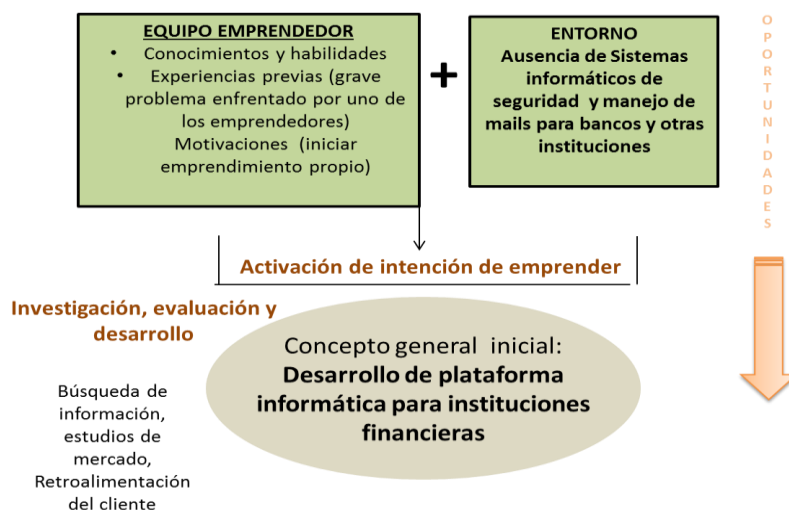 EQUIPO EMPRENDEDOR
• Conocimientos y habilidades
• Experiencias previas (grave
problema enfrentado por uno de
los emprendedores)
Motivaciones (iniciar
emprendimiento propio)
+
ENTORNO
Ausencia de Sistemas
informáticos de
seguridad y manejo de
mails para bancos y otras
instituciones
OPORTUNIDADES
Activación de intención de emprender
Investigación, evaluación y
desarrollo
Concepto general inicial:
Desarrollo de plataforma
informática para instituciones
financieras
Búsqueda de
información,
estudios de
mercado,
Retroalimentación
del cliente